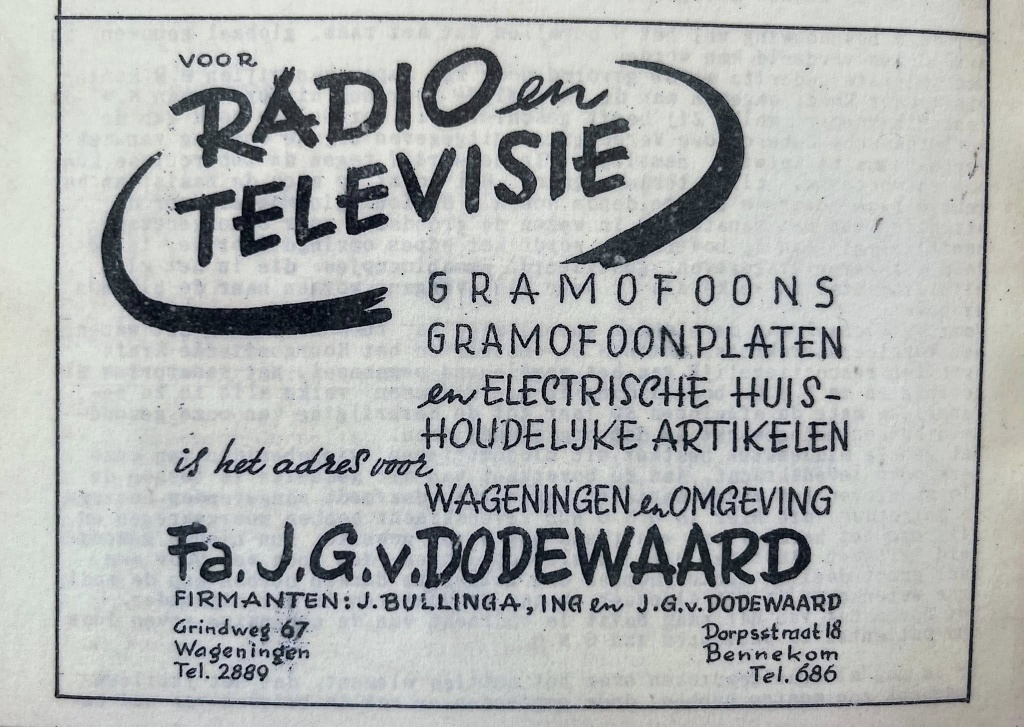 VOOR
RADIO en
TELEVISIE
GRAMOFOONS
GRAMOFOONPLATEN
en ELECTRISCHE HUIS-
HOUDELIJKE ARTIKELEN
is het adres voor
WAGENINGEN en OMGEVING
Fa. J.G.v. DODEWAARD
FIRMANTEN: J. BULLINGA, ING en J.G.v. DODEWAARD
Grindweg 67
Wageningen
Tel. 2889
Dorpsstraat 18
Bennekom
Tel. 686